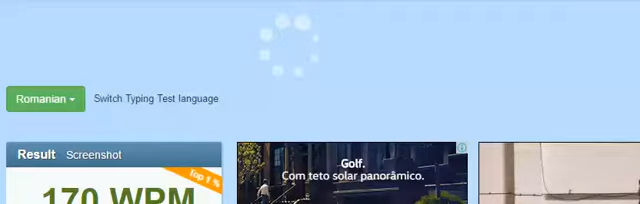 Romanian
Switch Typing Test language
Result Screenshot
Top 1 %
170 WPM
Golf.
Com teto solar panorâmico.